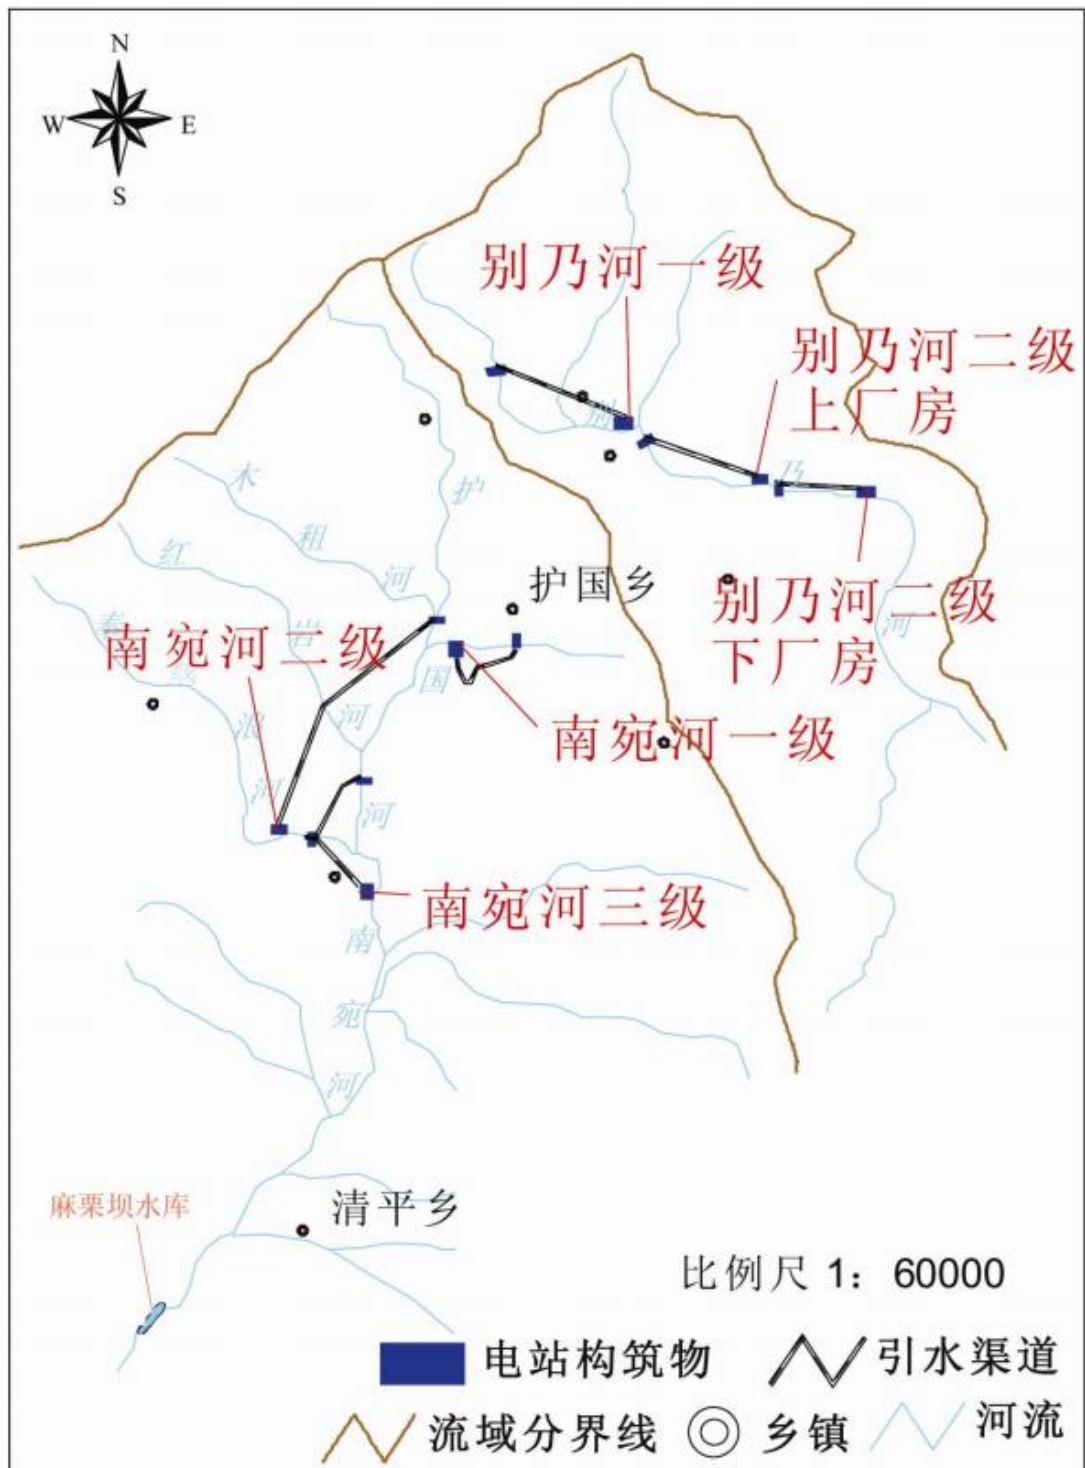 N
W
E
S
别乃河一级
别乃河二级
上厂房
别
乃
河
护
国
河
木
租
河
红
岩
河
浪
河
护国乡
南宛河二级
别乃河二级
下厂房
南宛河一级
南宛河三级
南
宛
河
清平乡
麻栗坝水库
比例尺 1： 60000
电站构筑物
引水渠道
流域分界线
乡镇
河流